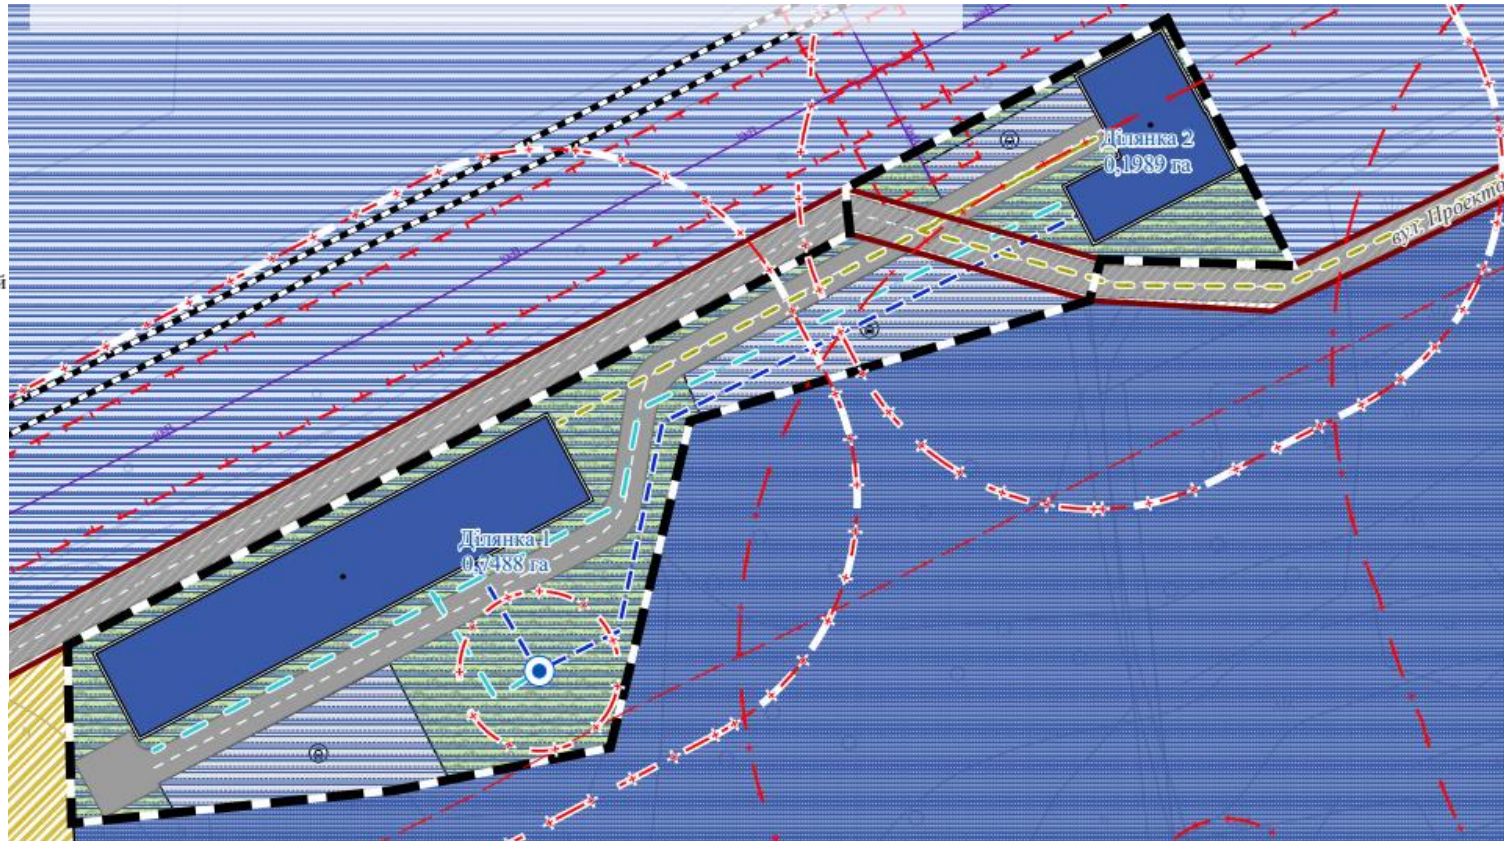 Ділянка 2
0,1989 га
вул. Проєкто
й
Ділянка 1
0,7488 га